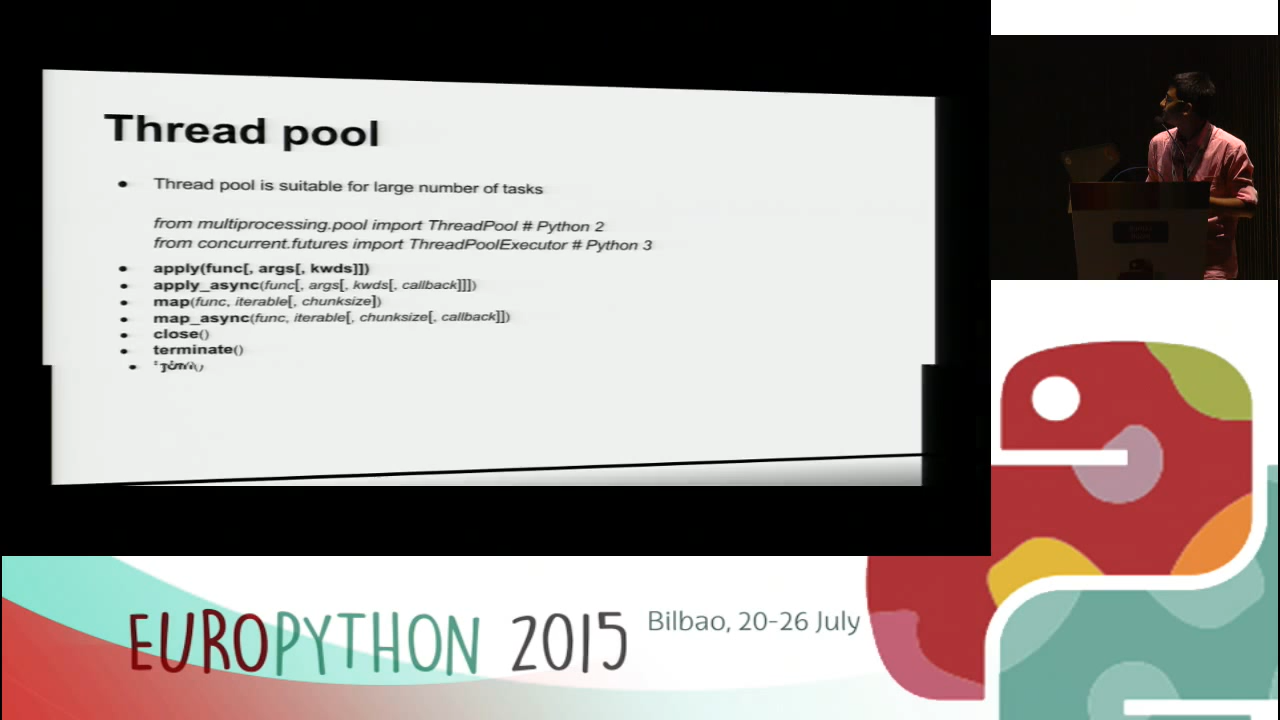 Thread pool
• Thread pool is suitable for large number of tasks
from multiprocessing.pool import ThreadPool # Python 2
from concurrent.futures import ThreadPoolExecutor # Python 3
• apply(func[, args[, kwds]])
• apply_async(func[, args[, kwds[, callback]]])
• map(func, iterable[, chunksize])
• map_async(func, iterable[, chunksize[, callback]])
• close()
• terminate()
EUROPYTHON 2015
Bilbao, 20-26 July